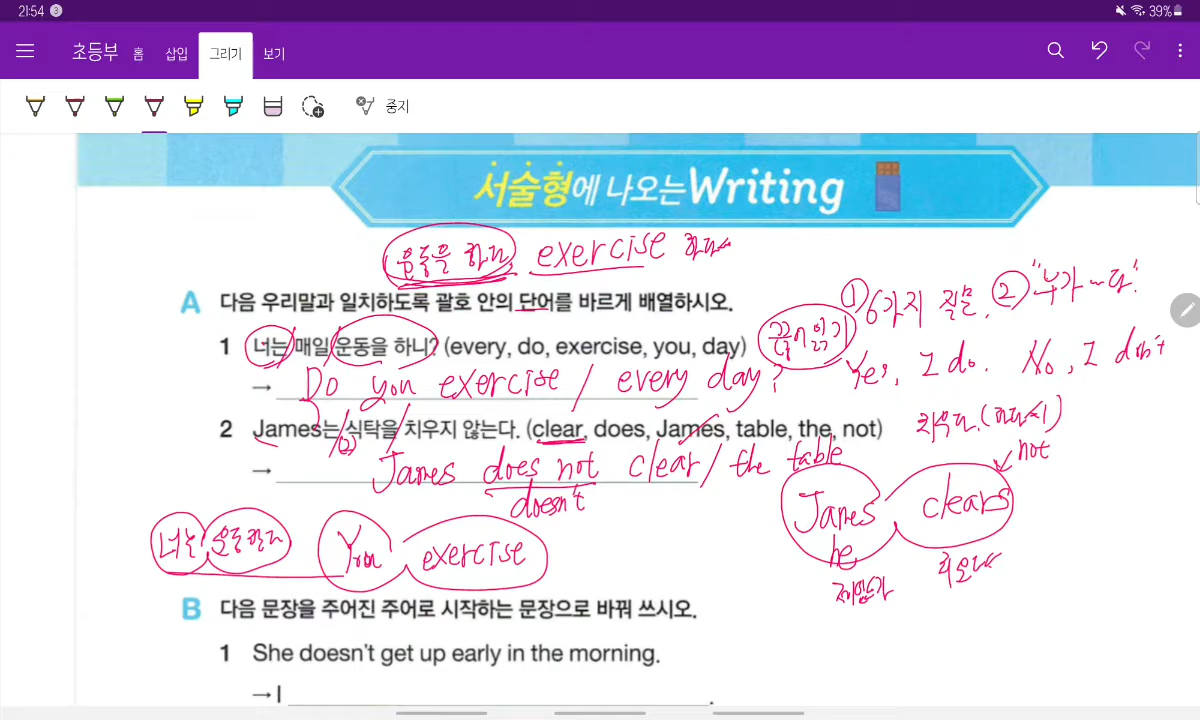 21:54 39%
초등부 홈 삽입 그리기 보기
중지
서술형에 나오는 Writing
운동을 하다 exercise 하다
A 다음 우리말과 일치하도록 괄호 안의 단어를 바르게 배열하시오.
① 6가지 질문, ② "누가 ~다."
1 너는 매일 운동을 하니? (every, do, exercise, you, day)
끊어 읽기
→ Do you exercise / every day?
Yes, I do. No, I don't
2 James는 식탁을 치우지 않는다. (clear, does, James, table, the, not)
치우다.
not
→ James does not clear / the table
doesn't
James clears
he
너는 운동한다 You exercise
B 다음 문장을 주어진 주어로 시작하는 문장으로 바꿔 쓰시오.
1 She doesn't get up early in the morning.
→ I .